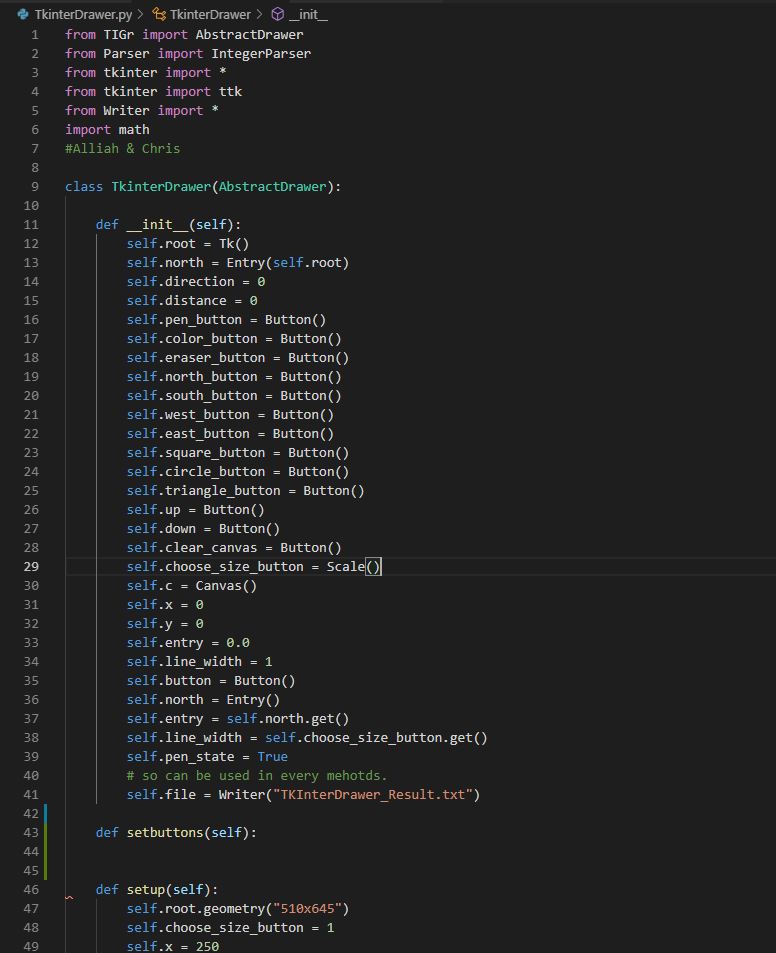 TkinterDrawer.py > TkinterDrawer > __init__
1 from TIGr import AbstractDrawer
2 from Parser import IntegerParser
3 from tkinter import *
4 from tkinter import ttk
5 from Writer import *
6 import math
7 #Alliah & Chris
8
9 class TkinterDrawer(AbstractDrawer):
10
11 def __init__(self):
12 self.root = Tk()
13 self.north = Entry(self.root)
14 self.direction = 0
15 self.distance = 0
16 self.pen_button = Button()
17 self.color_button = Button()
18 self.eraser_button = Button()
19 self.north_button = Button()
20 self.south_button = Button()
21 self.west_button = Button()
22 self.east_button = Button()
23 self.square_button = Button()
24 self.circle_button = Button()
25 self.triangle_button = Button()
26 self.up = Button()
27 self.down = Button()
28 self.clear_canvas = Button()
29 self.choose_size_button = Scale()
30 self.c = Canvas()
31 self.x = 0
32 self.y = 0
33 self.entry = 0.0
34 self.line_width = 1
35 self.button = Button()
36 self.north = Entry()
37 self.entry = self.north.get()
38 self.line_width = self.choose_size_button.get()
39 self.pen_state = True
40 # so can be used in every mehotds.
41 self.file = Writer("TKInterDrawer_Result.txt")
42
43 def setbuttons(self):
44
45
46 def setup(self):
47 self.root.geometry("510x645")
48 self.choose_size_button = 1
49 self.x = 250